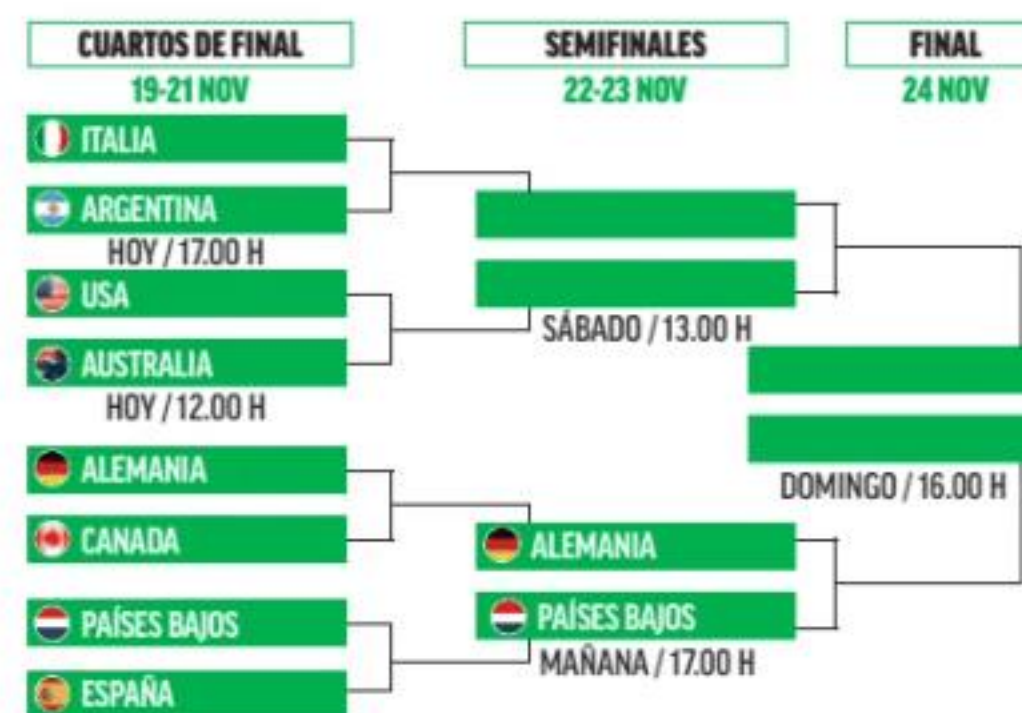 CUARTOS DE FINAL
19-21 NOV
ITALIA
ARGENTINA
HOY / 17.00 H
USA
AUSTRALIA
HOY / 12.00 H
ALEMANIA
CANADA
PAÍSES BAJOS
ESPAÑA
SEMIFINALES
22-23 NOV
SÁBADO / 13.00 H
ALEMANIA
PAÍSES BAJOS
MAÑANA / 17.00 H
FINAL
24 NOV
DOMINGO / 16.00 H